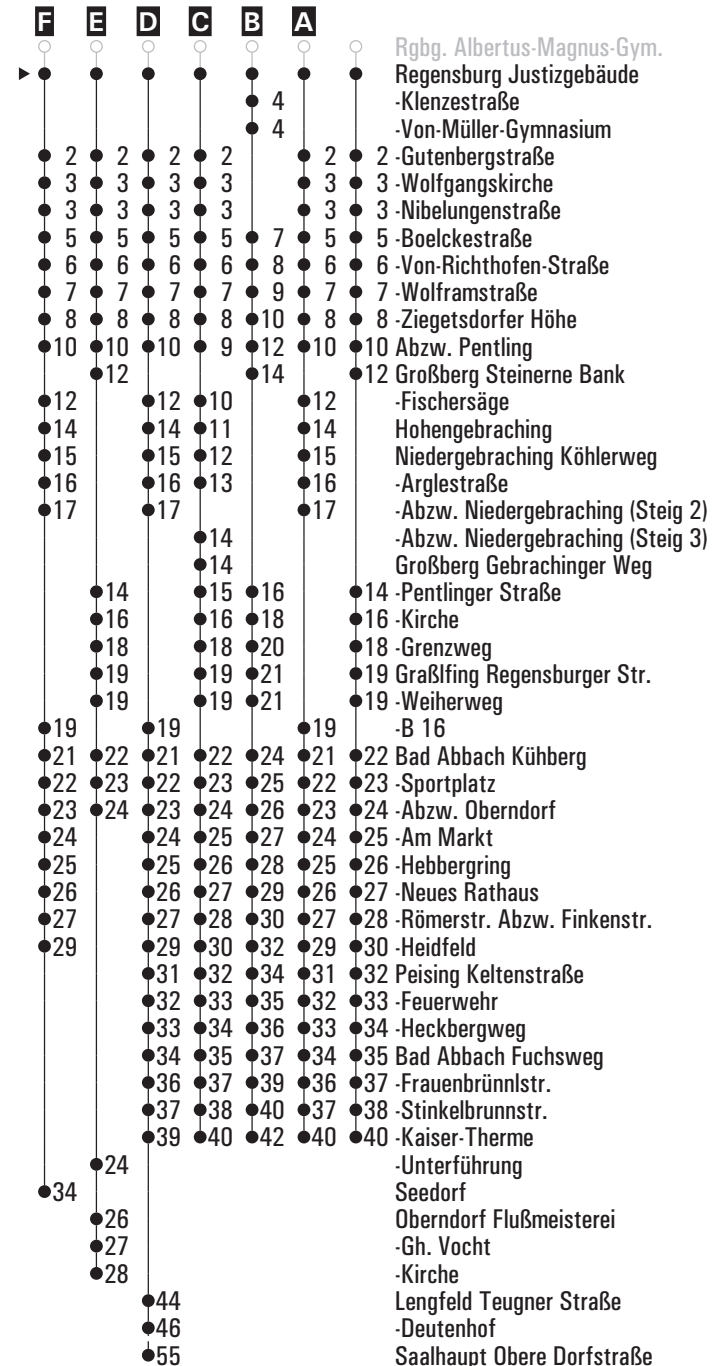 F E D C B A
Rgbg. Albertus-Magnus-Gym.
Regensburg Justizgebäude
4 -Klenzestraße
4 -Von-Müller-Gymnasium
2 2 2 2 2 2 -Gutenbergstraße
3 3 3 3 3 3 -Wolfgangskirche
3 3 3 3 3 3 -Nibelungenstraße
5 5 5 5 7 5 5 -Boelckestraße
6 6 6 6 8 6 6 -Von-Richthofen-Straße
7 7 7 7 9 7 7 -Wolframstraße
8 8 8 8 10 8 8 -Ziegetsdorfer Höhe
10 10 10 9 12 10 10 Abzw. Pentling
12 14 12 Großberg Steinerne Bank
12 12 10 12 -Fischersäge
14 14 11 14 Hohengebraching
15 15 12 15 Niedergebraching Köhlerweg
16 16 13 16 -Arglestraße
17 17 17 -Abzw. Niedergebraching (Steig 2)
14 -Abzw. Niedergebraching (Steig 3)
14 Großberg Gebrachinger Weg
14 15 16 14 -Pentlinger Straße
16 16 18 16 -Kirche
18 18 20 18 -Grenzweg
19 19 21 19 Graßlfing Regensburger Str.
19 19 21 19 -Weiherweg
19 19 19 -B 16
21 22 21 22 24 21 22 Bad Abbach Kühberg
22 23 22 23 25 22 23 -Sportplatz
23 24 23 24 26 23 24 -Abzw. Oberndorf
24 24 25 27 24 25 -Am Markt
25 25 26 28 25 26 -Hebbergring
26 26 27 29 26 27 -Neues Rathaus
27 27 28 30 27 28 -Römerstr. Abzw. Finkenstr.
29 29 30 32 29 30 -Heidfeld
31 32 34 31 32 Peising Keltenstraße
32 33 35 32 33 -Feuerwehr
33 34 36 33 34 -Heckbergweg
34 35 37 34 35 Bad Abbach Fuchsweg
36 37 39 36 37 -Frauenbrünnlstr.
37 38 40 37 38 -Stinkelbrunnstr.
39 40 42 40 40 -Kaiser-Therme
24 -Unterführung
34 Seedorf
26 Oberndorf Flußmeisterei
27 -Gh. Vocht
28 -Kirche
44 Lengfeld Teugner Straße
46 -Deutenhof
55 Saalhaupt Obere Dorfstraße